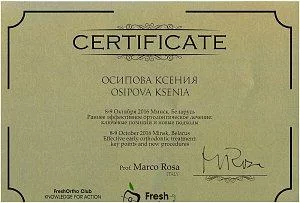 CERTIFICATE
ОСИПОВА КСЕНИЯ
OSIPOVA KSENIA
8-9 Октября 2016 Минск, Беларусь
Раннее эффективное ортодонтическое лечение:
ключевые позиции и новые подходы
8-9 October 2016 Minsk, Belarus
Effective early orthodontic treatment:
key points and new procedures
Prof. Marco Rosa
ITALY
FreshOrtho Club
KNOWLEDGE FOR ACTION
Fresh